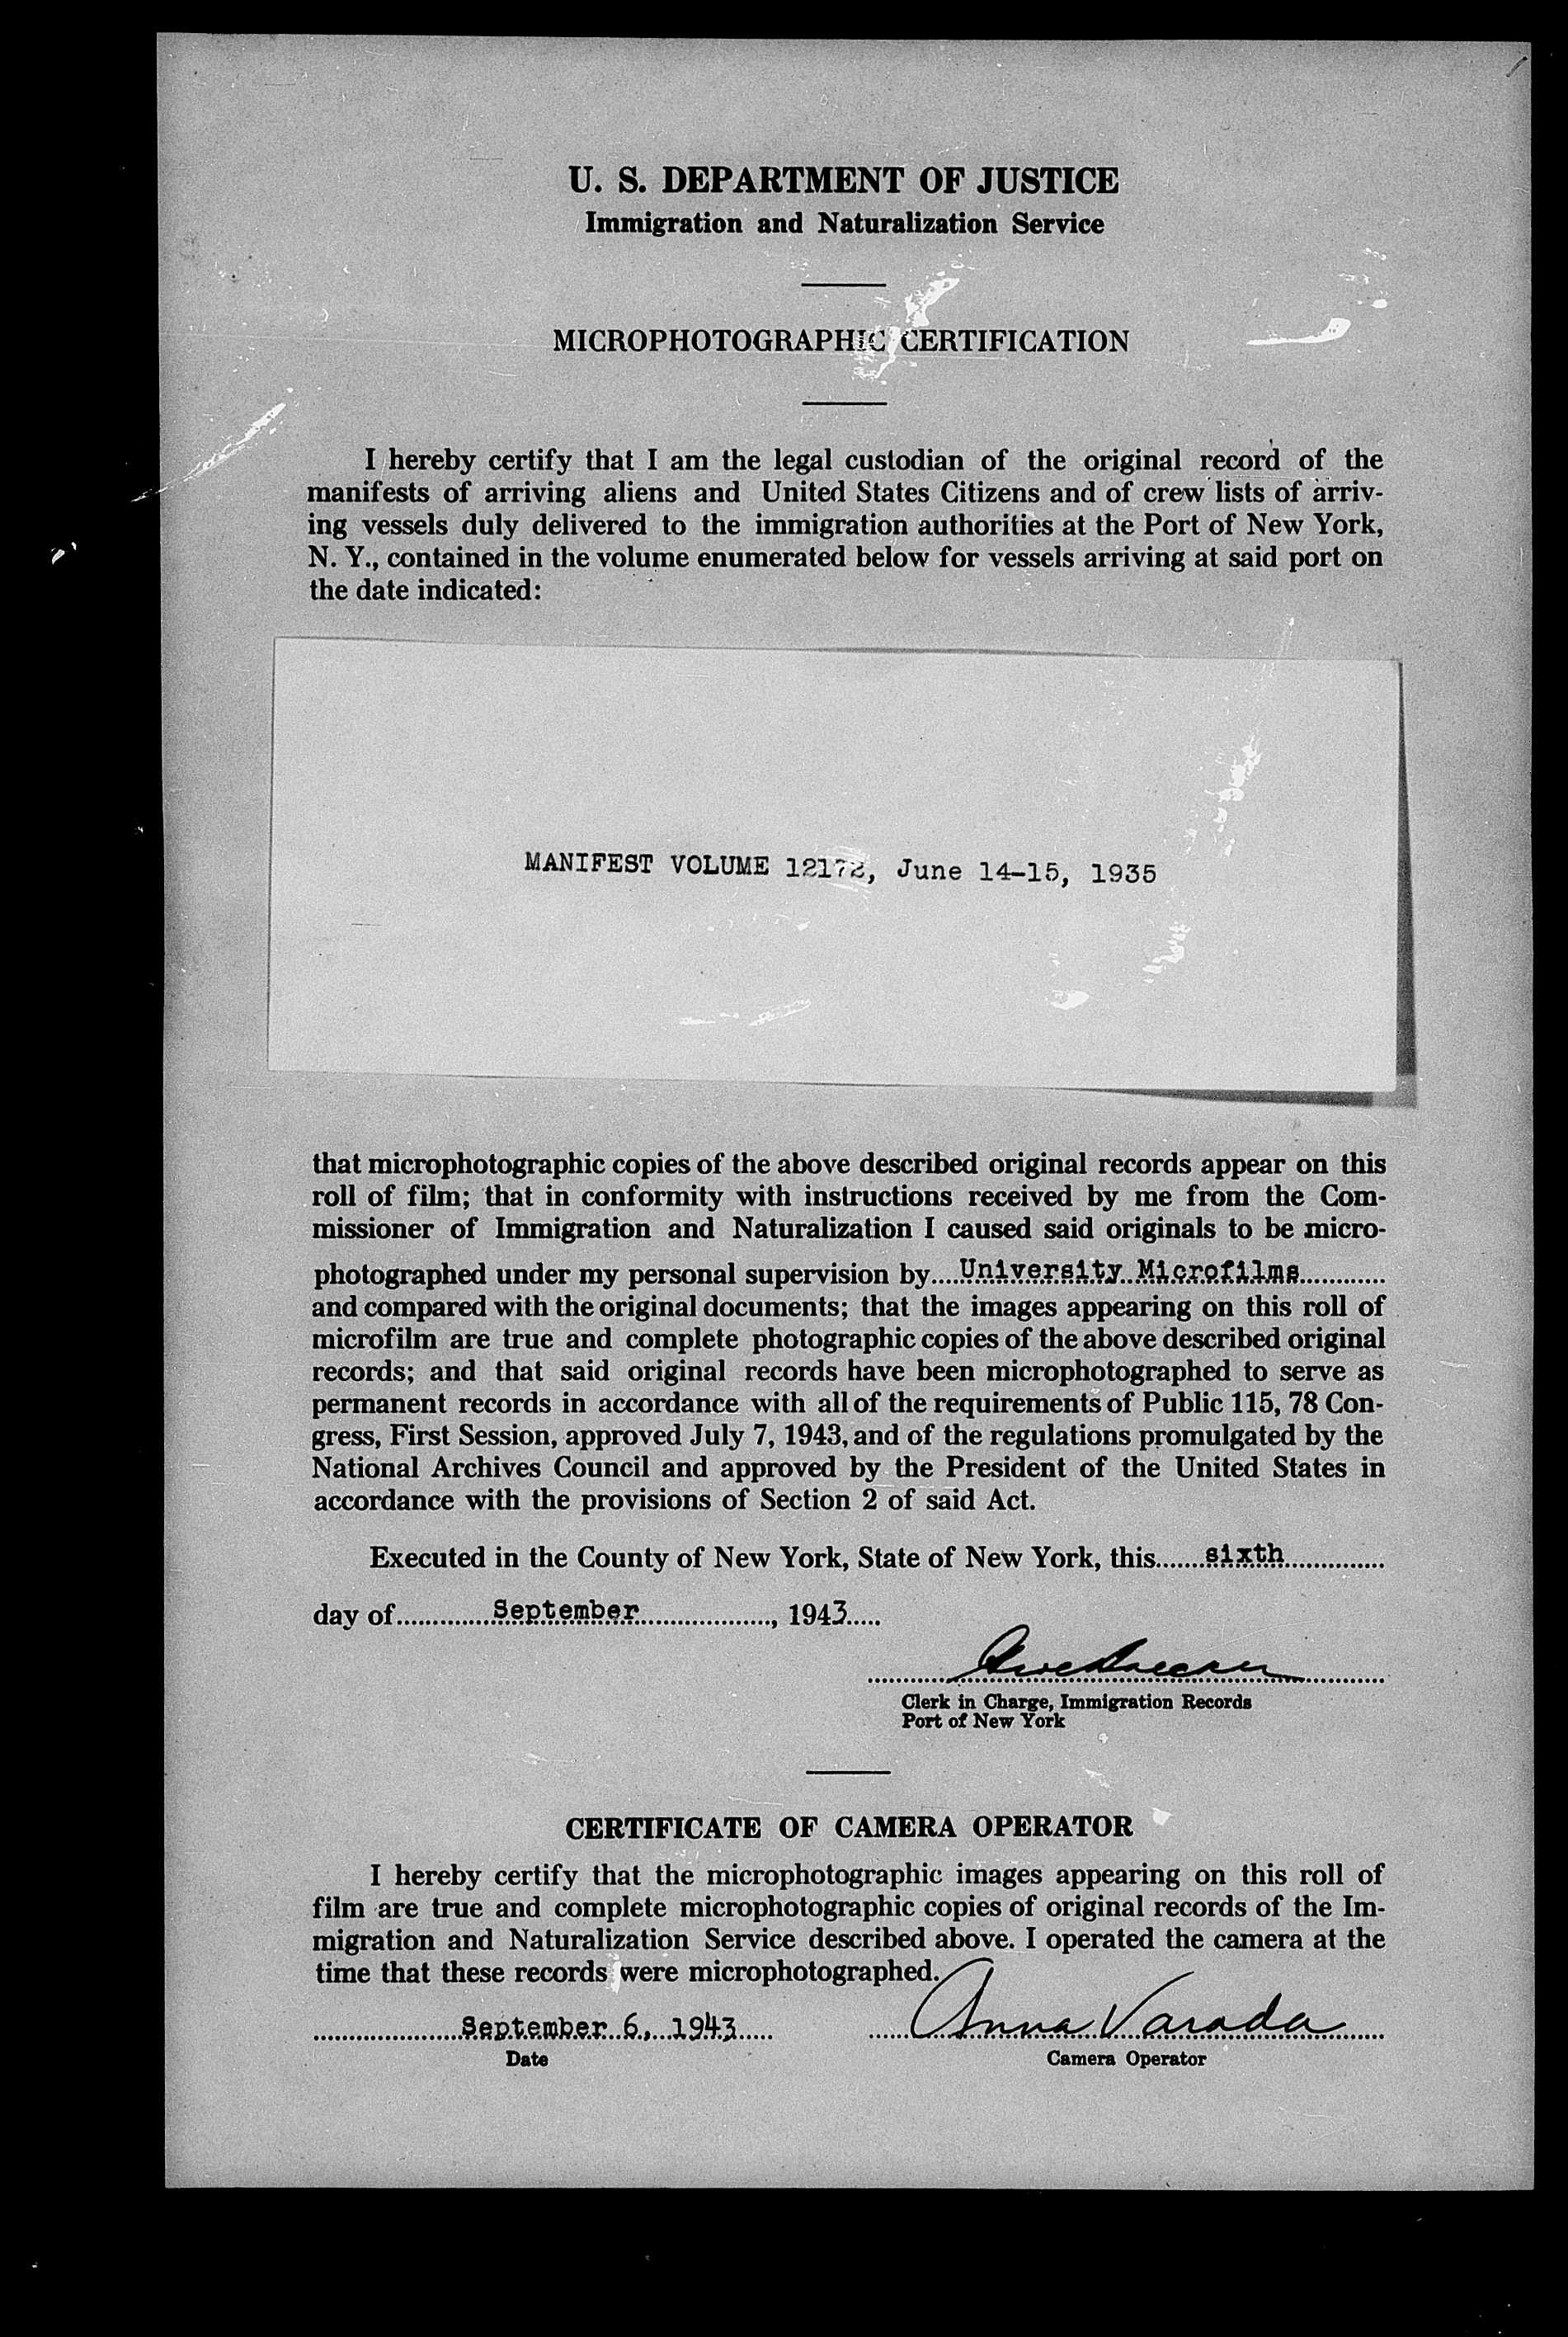 U. S. DEPARTMENT OF JUSTICE
Immigration and Naturalization Service
MICROPHOTOGRAPHIC CERTIFICATION
I hereby certify that I am the legal custodian of the original record of the
manifests of arriving aliens and United States Citizens and of crew lists of arriv-
ing vessels duly delivered to the immigration authorities at the Port of New York,
N. Y., contained in the volume enumerated below for vessels arriving at said port on
the date indicated:
MANIFEST VOLUME 12172, June 14-15, 1935
that microphotographic copies of the above described original records appear on this
roll of film; that in conformity with instructions received by me from the Com-
missioner of Immigration and Naturalization I caused said originals to be micro-
photographed under my personal supervision by....University Microfilms............
and compared with the original documents; that the images appearing on this roll of
microfilm are true and complete photographic copies of the above described original
records; and that said original records have been microphotographed to serve as
permanent records in accordance with all of the requirements of Public 115, 78 Con-
gress, First Session, approved July 7, 1943, and of the regulations promulgated by the
National Archives Council and approved by the President of the United States in
accordance with the provisions of Section 2 of said Act.
Executed in the County of New York, State of New York, this.......sixth..............
day of.............September...................., 1943.....
Clerk in Charge, Immigration Records
Port of New York
CERTIFICATE OF CAMERA OPERATOR
I hereby certify that the microphotographic images appearing on this roll of
film are true and complete microphotographic copies of original records of the Im-
migration and Naturalization Service described above. I operated the camera at the
time that these records were microphotographed.
September 6, 1943 Anna Varada
Date Camera Operator